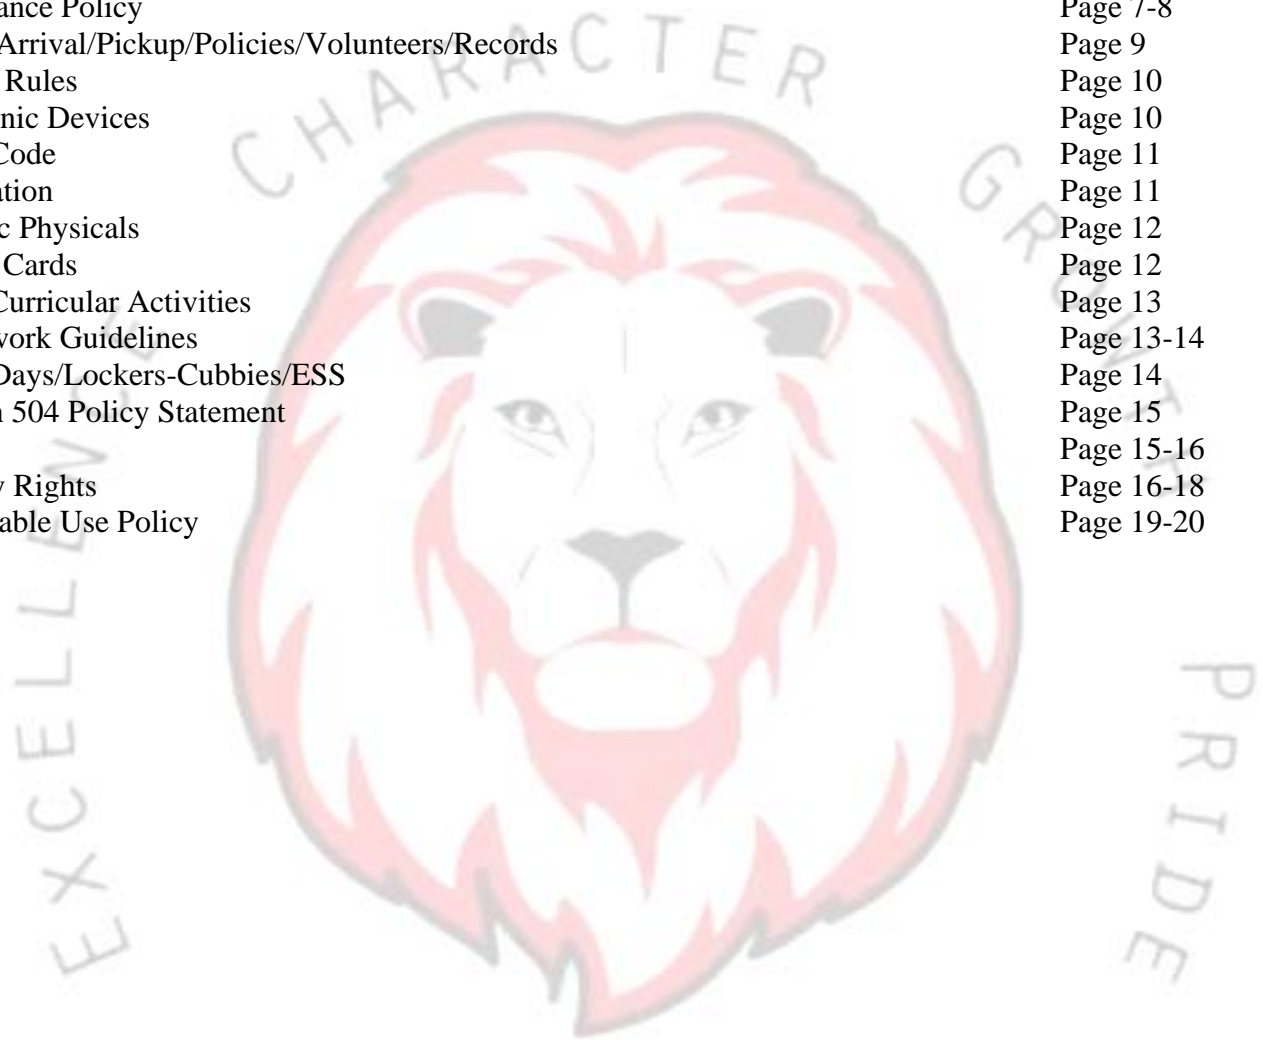 ance Policy Page 7-8
Arrival/Pickup/Policies/Volunteers/Records Page 9
Rules Page 10
nic Devices Page 10
Code Page 11
ation Page 11
c Physicals Page 12
Cards Page 12
Curricular Activities Page 13
work Guidelines Page 13-14
Days/Lockers-Cubbies/ESS Page 14
n 504 Policy Statement Page 15
Page 15-16
y Rights Page 16-18
able Use Policy Page 19-20
EXCELLENCE
CHARACTER
GROWTH
PRIDE